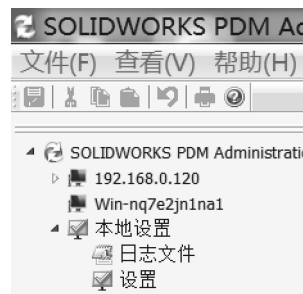 SOLIDWORKS PDM Ad
文件(F) 查看(V) 帮助(H)
SOLIDWORKS PDM Administrati
192.168.0.120
Win-nq7e2jn1na1
本地设置
日志文件
设置